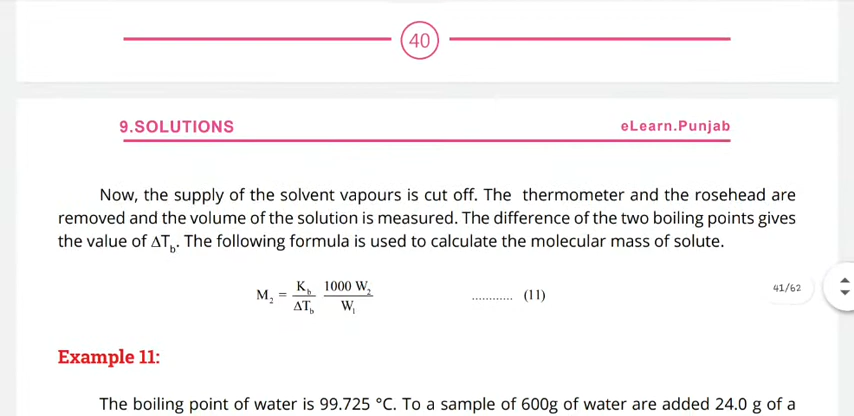 40
9.SOLUTIONS
eLearn.Punjab
Now, the supply of the solvent vapours is cut off. The thermometer and the rosehead are
removed and the volume of the solution is measured. The difference of the two boiling points gives
the value of ΔT_b. The following formula is used to calculate the molecular mass of solute.
M₂ = K_b/ΔT_b 1000 W₂/W₁ ............ (11)
41/62
Example 11:
The boiling point of water is 99.725 °C. To a sample of 600g of water are added 24.0 g of a